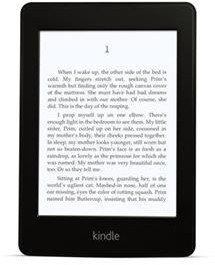 1
When I wake up, the other side of the bed is
cold. My fingers stretch out, seeking Prim's
warmth but finding only the rough canvas cover
of the mattress. She must have had bad dreams
and climbed in with our mother. Of course, she
did. This is the day of the reaping.
I prop myself up on one elbow. There's
enough light in the bedroom to see them. My little
sister, Prim, curled up on her side, cocooned in
my mother's body, their cheeks pressed together.
In sleep, my mother looks younger, still worn but
not so beaten-down. Prim's face is as fresh as a
raindrop, as lovely as the primrose for which she
was named. My mother was very beautiful once,
too. Or so they tell me.
Sitting at Prim's knees, guarding her, is the
world's ugliest cat. Mashed-in nose, half of one
ear missing, eyes the color of rotting squash. Prim
named him Buttercup, insisting that his muddy
kindle